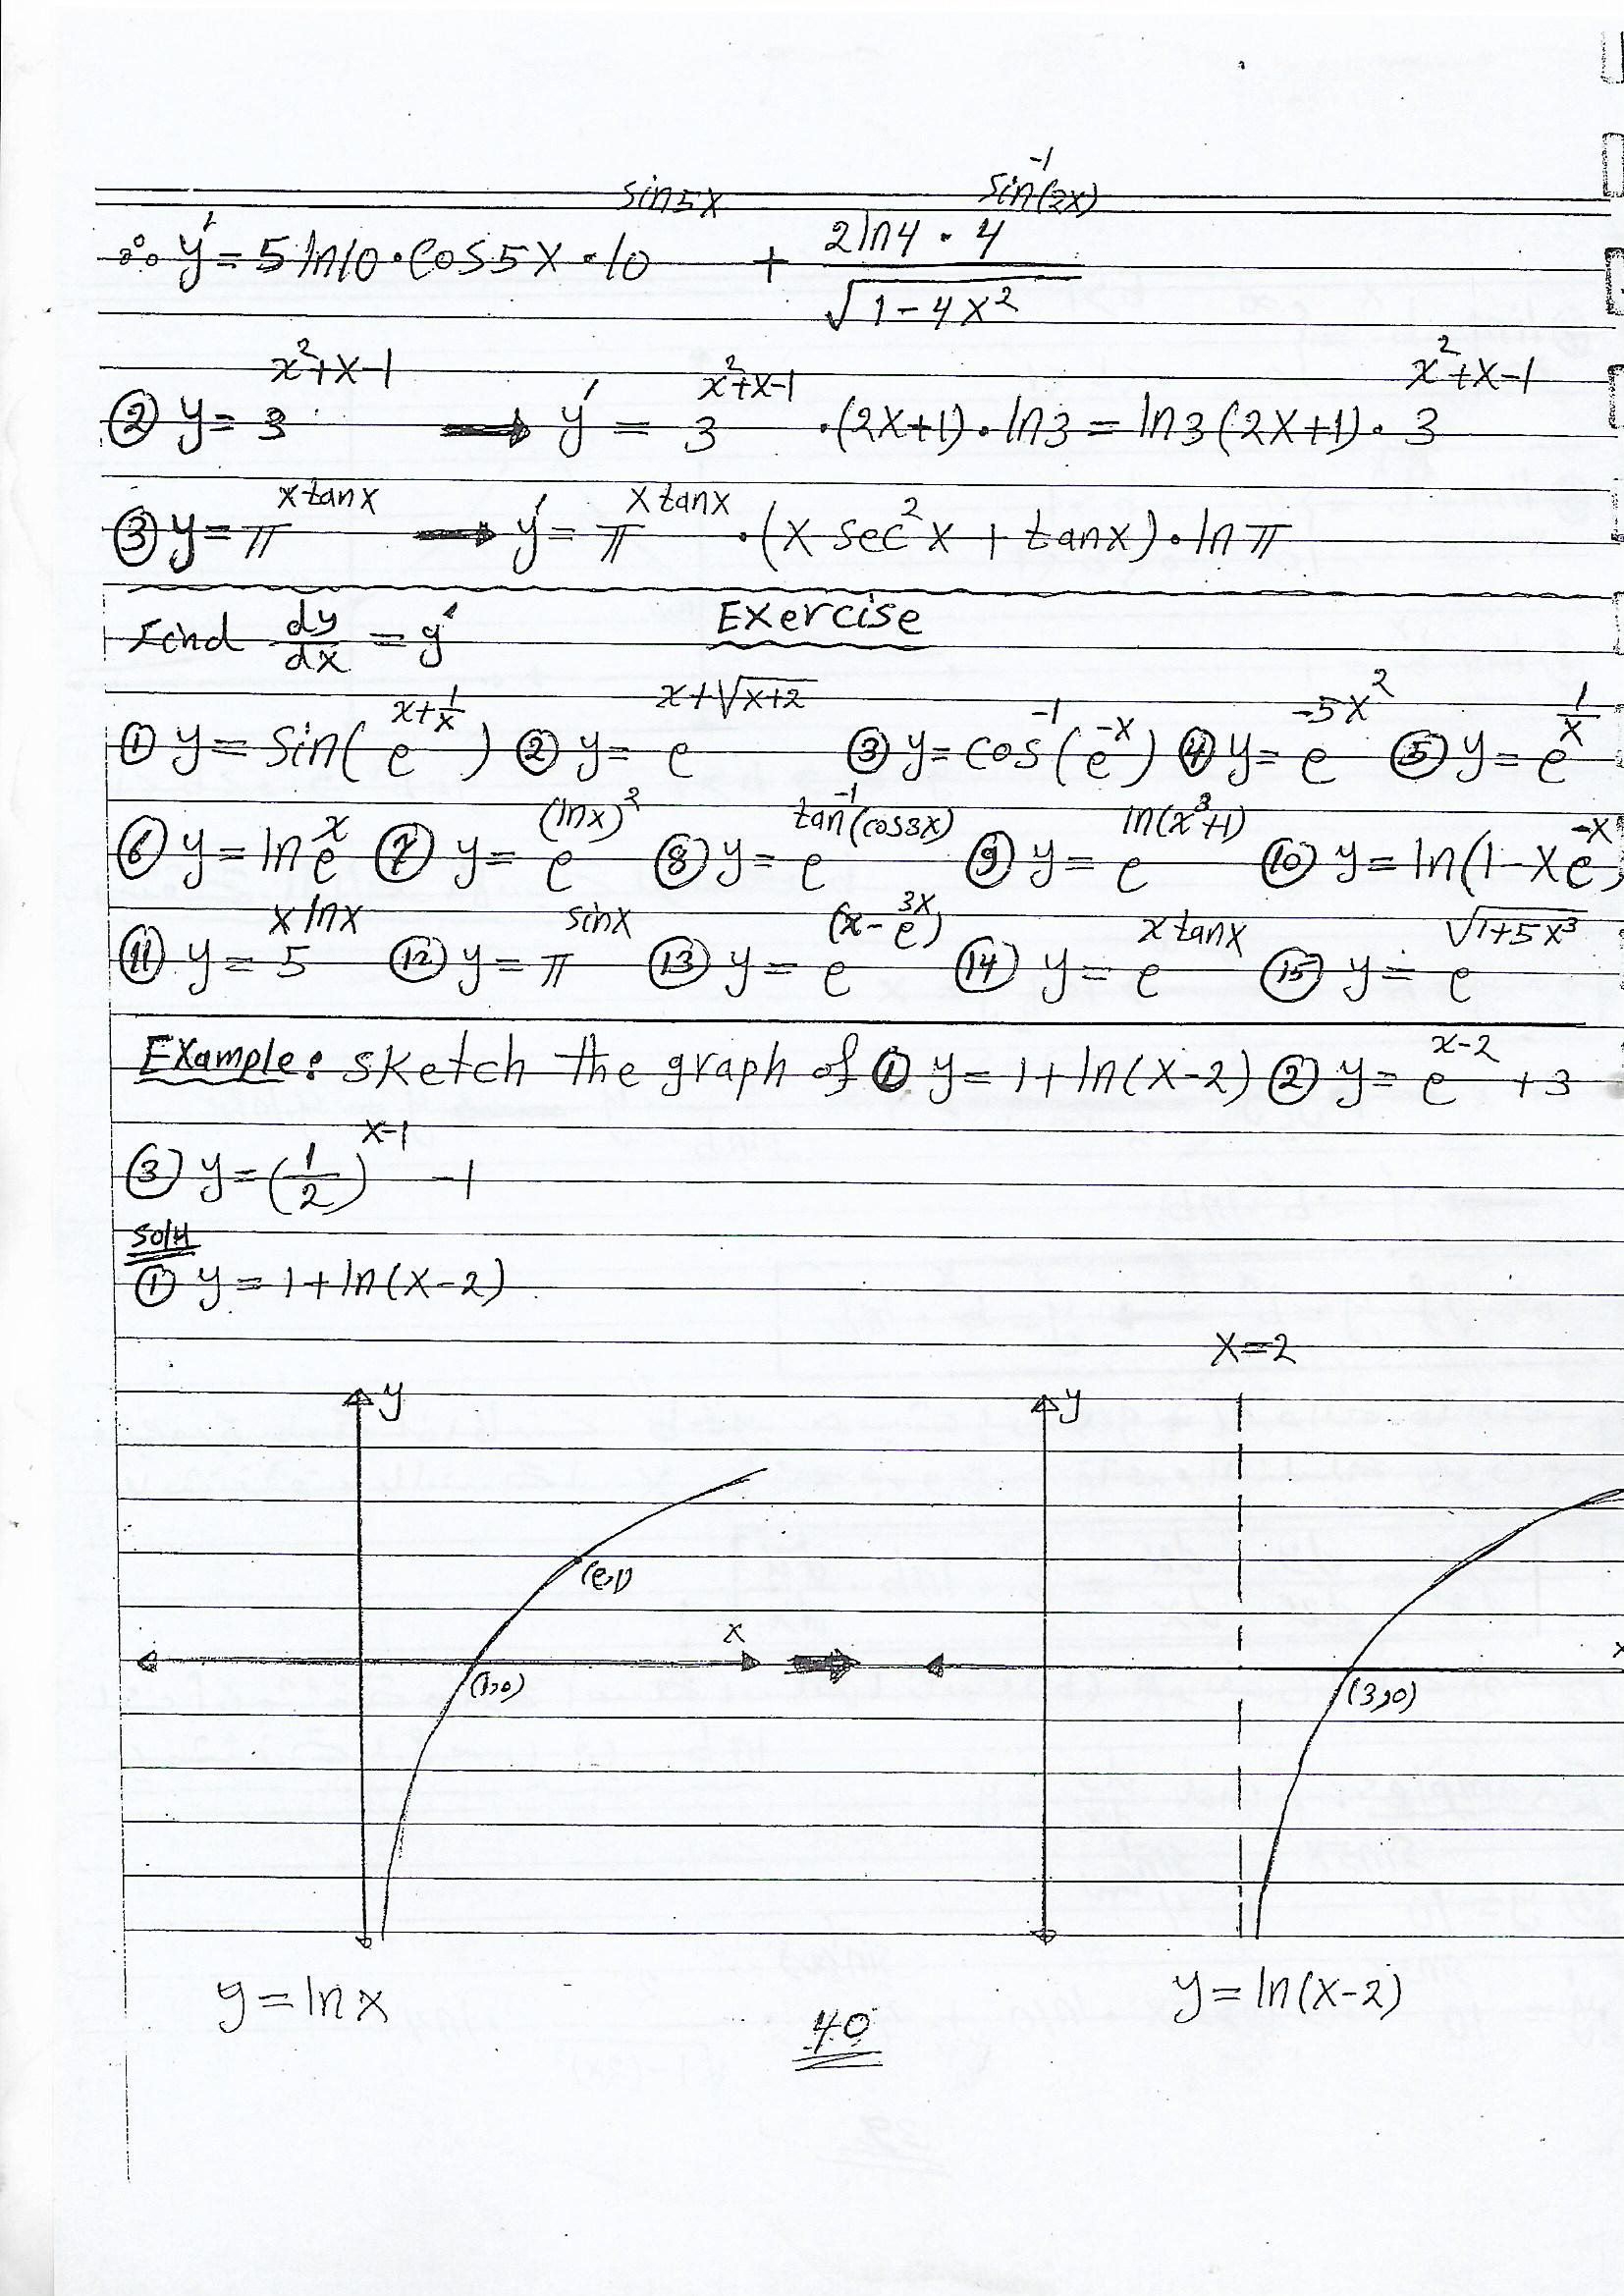 ∴ y' = 5 ln10 · cos5x · 10^(sin5x) + (2 ln4 · 4^(sin⁻¹(2x))) / √(1-4x²)
② y = 3^(x²+x-1) → y' = 3^(x²+x-1) · (2x+1) · ln3 = ln3 (2x+1) · 3^(x²+x-1)
③ y = π^(x tanx) → y' = π^(x tanx) · (x sec²x + tanx) · lnπ
Exercise
Find dy/dx = y'
① y = sin(e^(x+1/x)) ② y = e^(x+√(x+2)) ③ y = cos⁻¹(e^(-x)) ④ y = e^(-5x²) ⑤ y = e^(1/x)
⑥ y = ln e^x ⑦ y = e^((lnx)²) ⑧ y = e^(tan⁻¹(cos3x)) ⑨ y = e^(ln(x³+1)) ⑩ y = ln(1-xe^(-x))
⑪ y = 5^(x lnx) ⑫ y = π^(sinx) ⑬ y = e^((x-e^(3x))) ⑭ y = e^(x tanx) ⑮ y = e^(√(1+5x³))
Example: sketch the graph of ① y = 1+ln(x-2) ② y = e^(x-2) + 3
③ y = (1/2)^(x-1) - 1
Soln
① y = 1+ln(x-2)
x=2
y y
(e,1)
x x
(1,0) (3,0)
y = lnx y = ln(x-2)
40